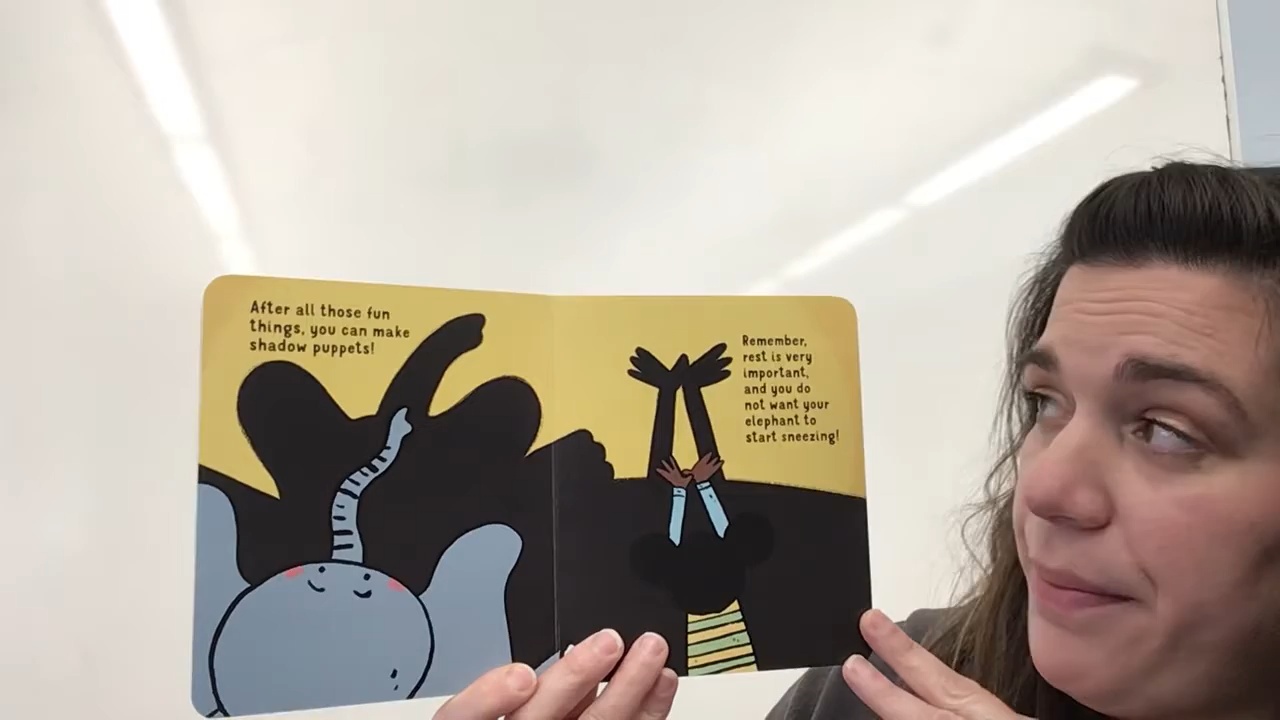 After all those fun
things, you can make
shadow puppets!
Remember,
rest is very
important,
and you do
not want your
elephant to
start sneezing!